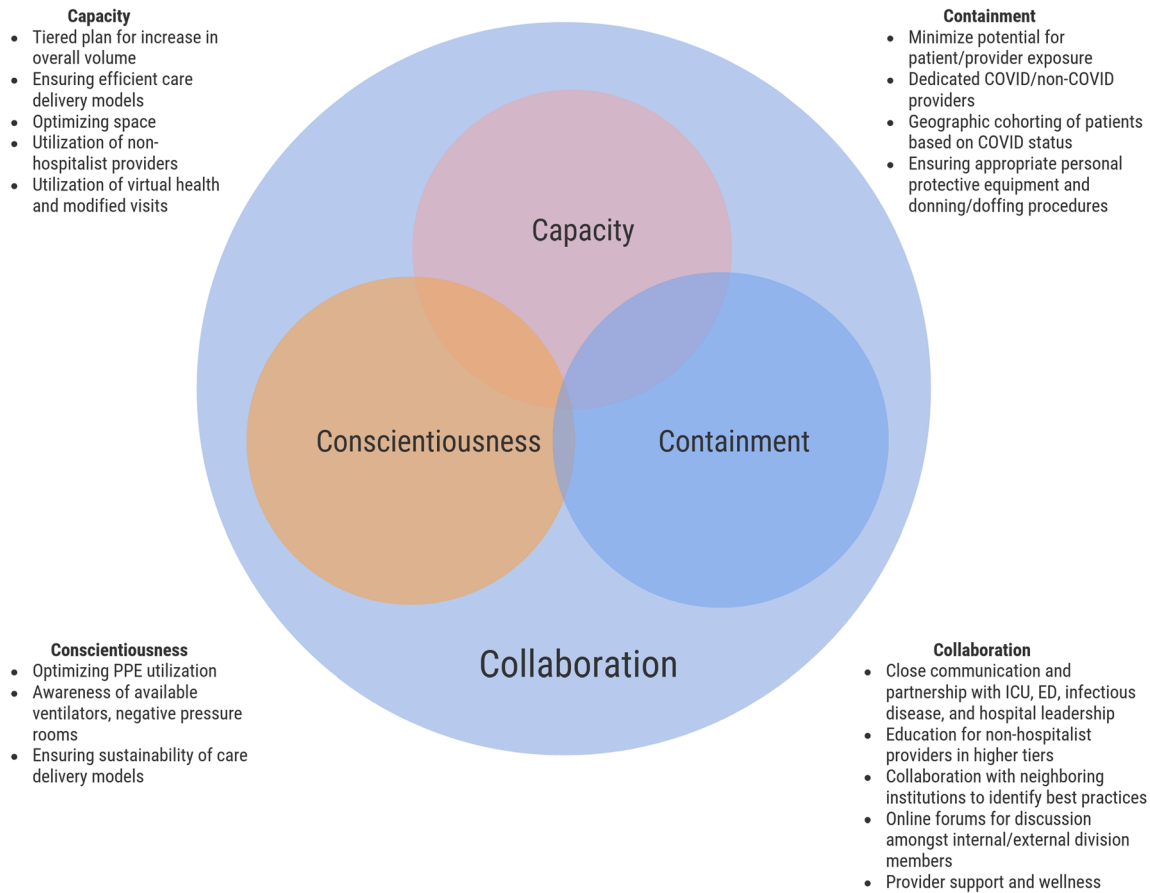 Capacity
• Tiered plan for increase in
overall volume
• Ensuring efficient care
delivery models
• Optimizing space
• Utilization of non-
hospitalist providers
• Utilization of virtual health
and modified visits
Containment
• Minimize potential for
patient/provider exposure
• Dedicated COVID/non-COVID
providers
• Geographic cohorting of patients
based on COVID status
• Ensuring appropriate personal
protective equipment and
donning/doffing procedures
Capacity
Conscientiousness
Containment
Collaboration
Conscientiousness
• Optimizing PPE utilization
• Awareness of available
ventilators, negative pressure
rooms
• Ensuring sustainability of care
delivery models
Collaboration
• Close communication and
partnership with ICU, ED, infectious
disease, and hospital leadership
• Education for non-hospitalist
providers in higher tiers
• Collaboration with neighboring
institutions to identify best practices
• Online forums for discussion
amongst internal/external division
members
• Provider support and wellness